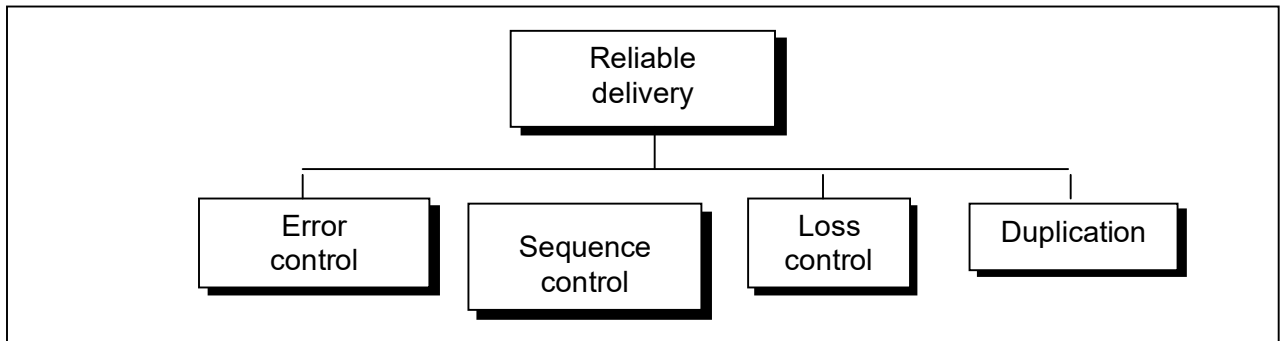 Reliable
delivery
Error
control
Sequence
control
Loss
control
Duplication